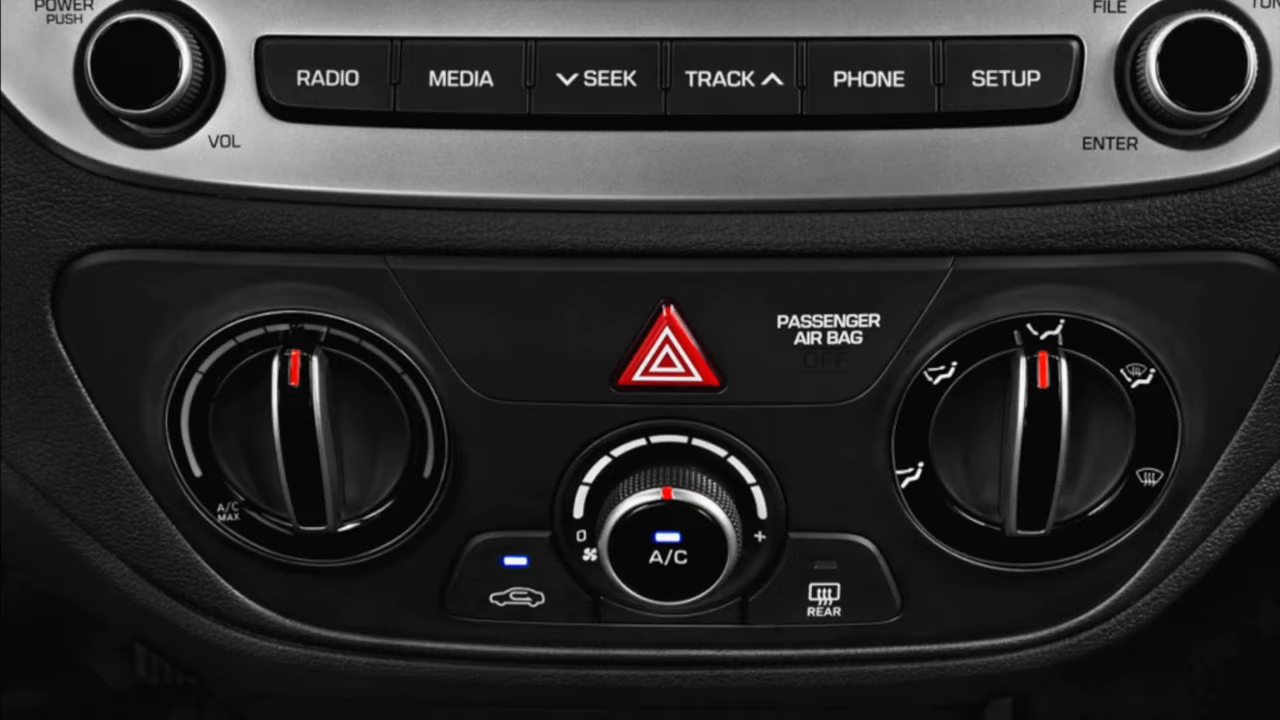 POWER
PUSH
VOL
RADIO
MEDIA
SEEK
TRACK
PHONE
SETUP
FILE
ENTER
PASSENGER
AIR BAG
OFF
A/C
MAX
0
+
A/C
REAR